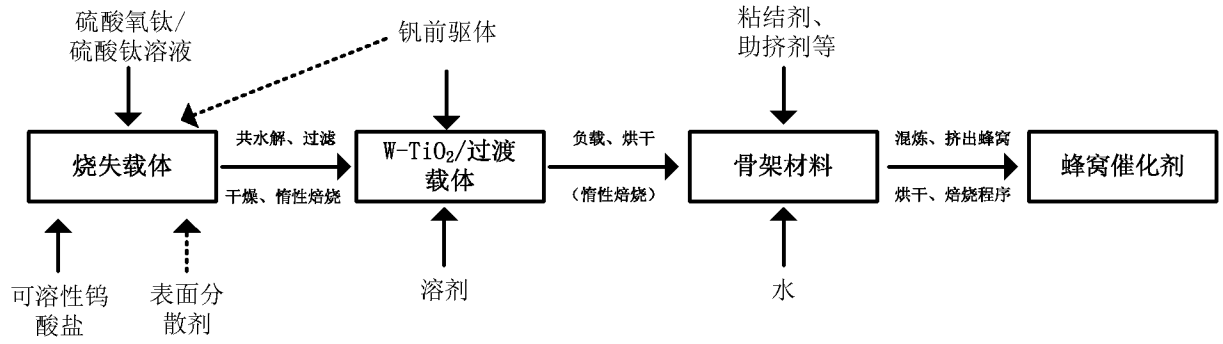 硫酸氧钛/
硫酸钛溶液
钒前驱体
粘结剂、
助挤剂等
烧失载体
共水解、过滤
干燥、惰性焙烧
W-TiO₂/过渡
载体
负载、烘干
（惰性焙烧）
骨架材料
混炼、挤出蜂窝
烘干、焙烧程序
蜂窝催化剂
可溶性钨
酸盐
表面分
散剂
溶剂
水